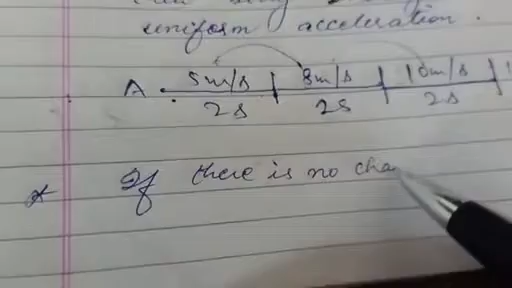 uniform acceleration.
A 5m/s 8m/s 10m/s
2s 2s 2s
* If there is no cha